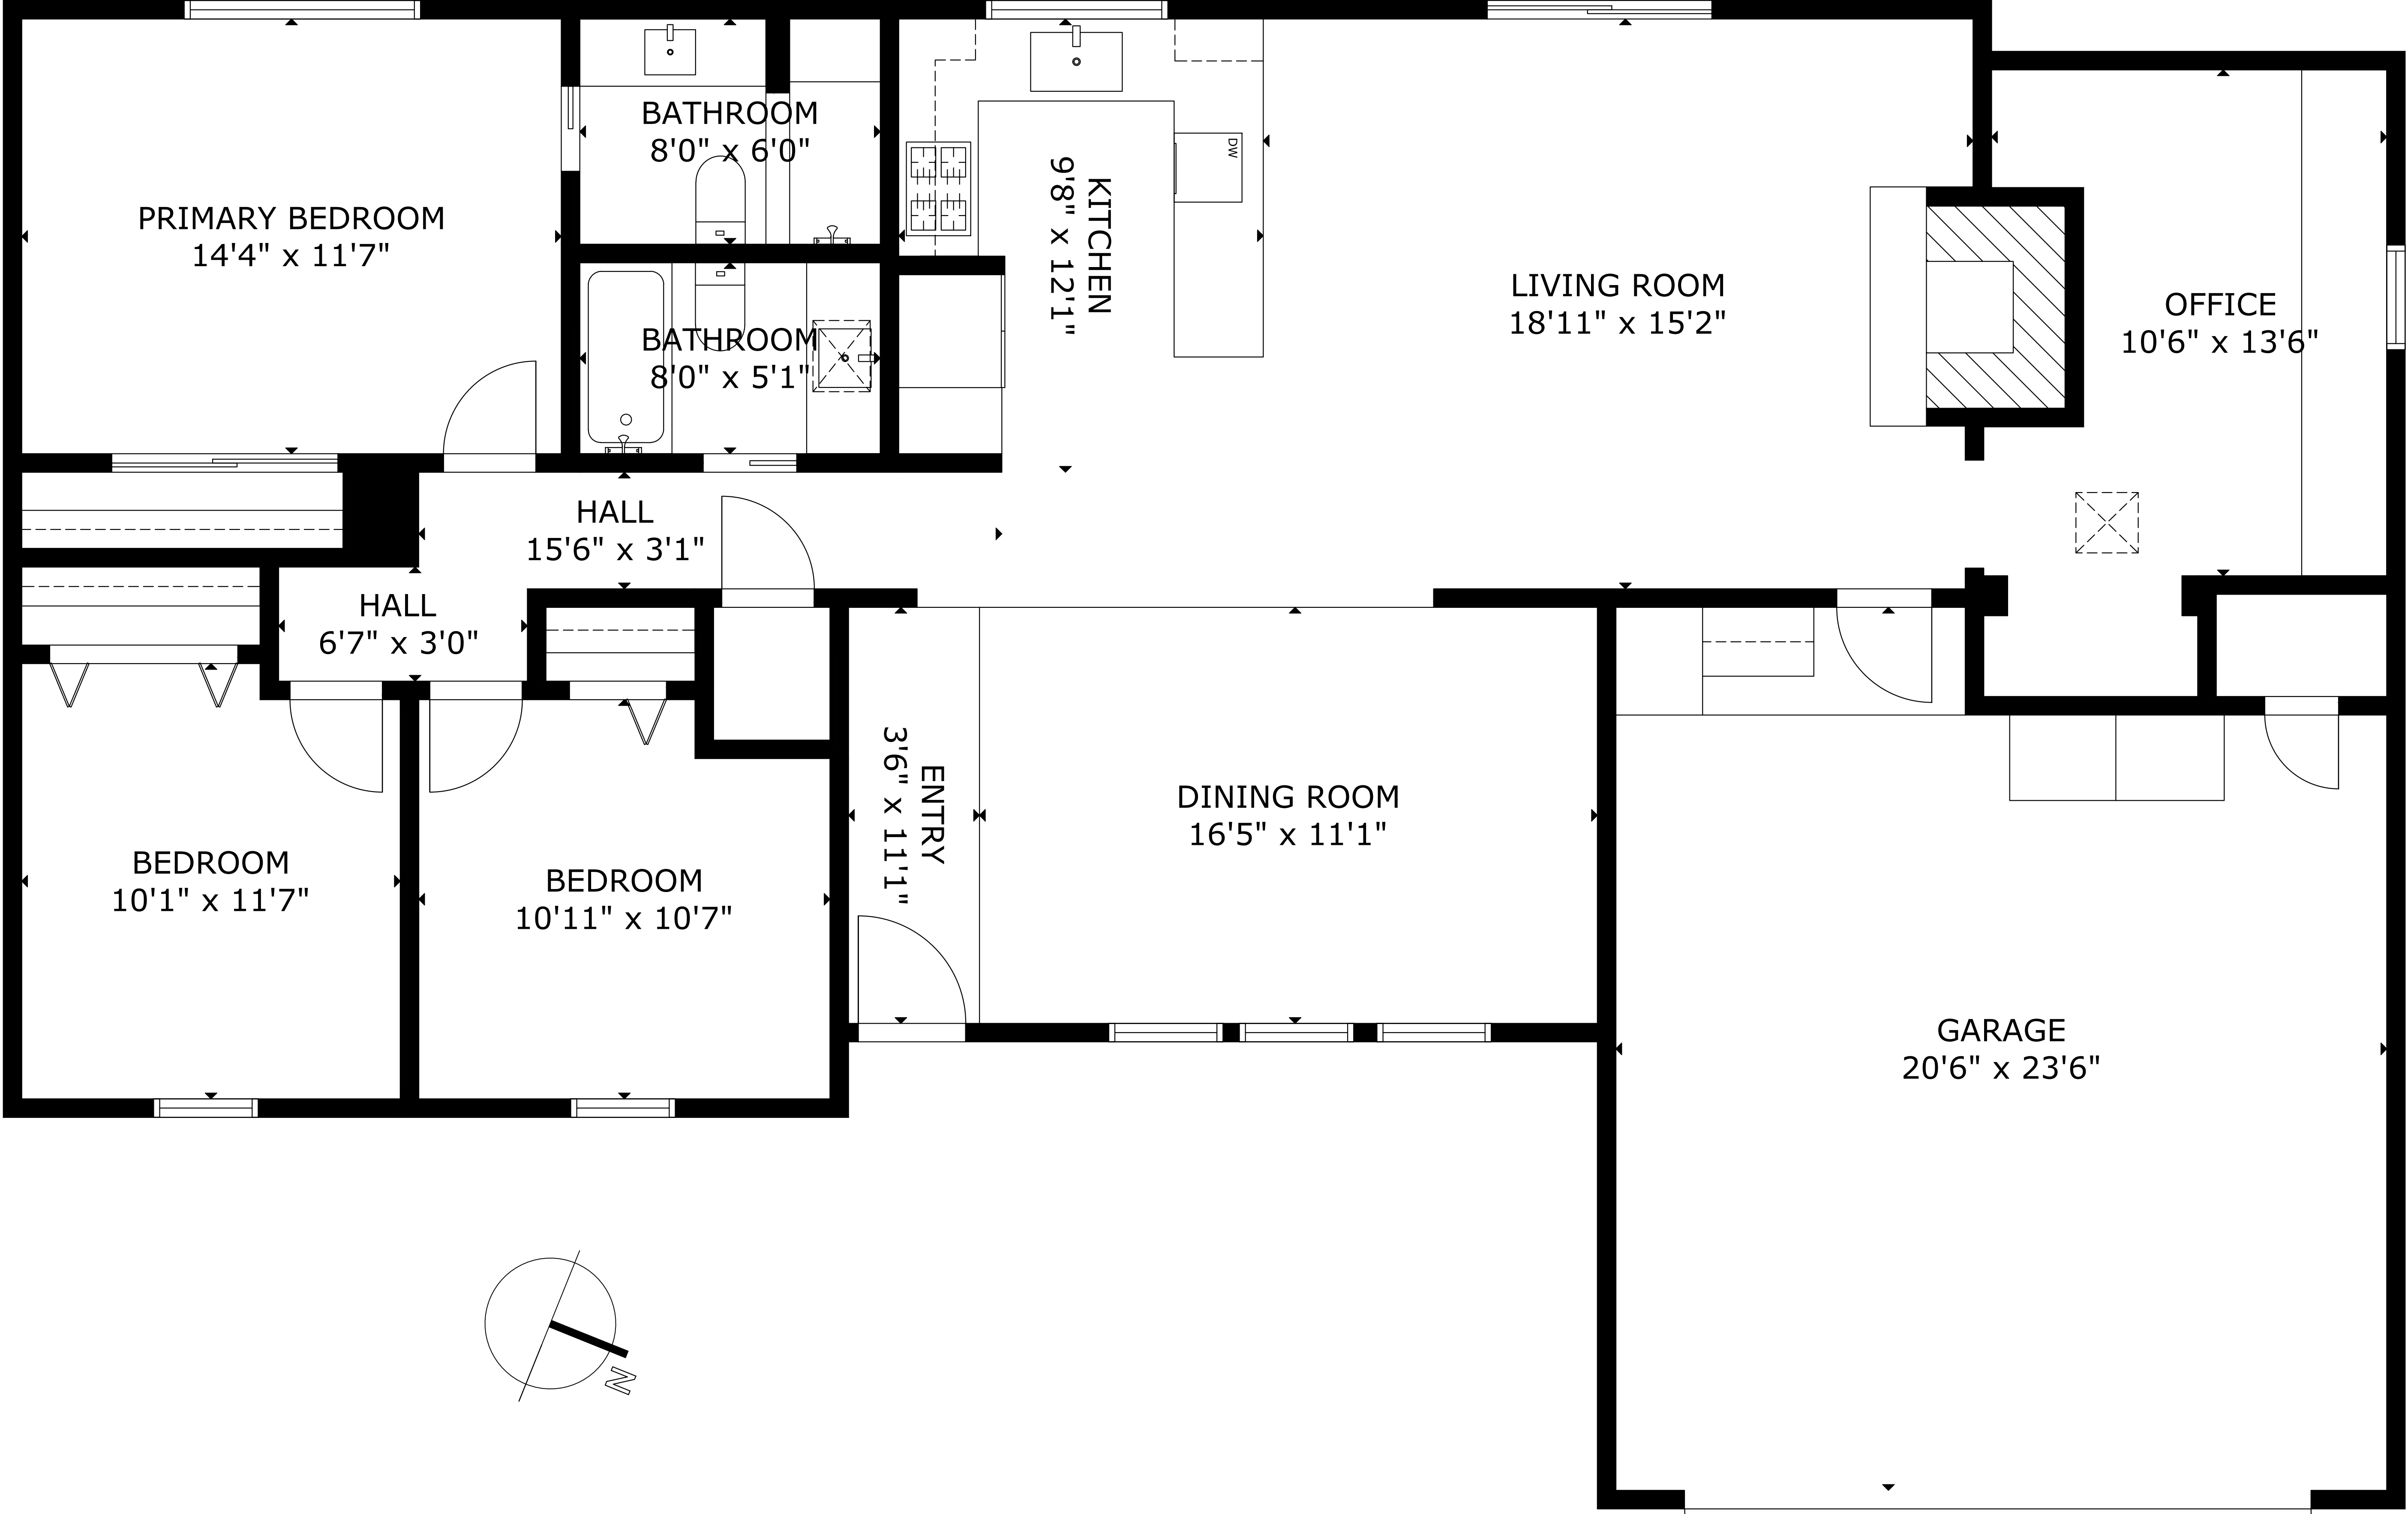 BATHROOM
8'0" x 6'0"
DW
PRIMARY BEDROOM
14'4" x 11'7"
KITCHEN
9'8" x 12'1"
LIVING ROOM
18'11" x 15'2"
OFFICE
10'6" x 13'6"
BATHROOM
8'0" x 5'1"
HALL
15'6" x 3'1"
HALL
6'7" x 3'0"
ENTRY
3'6" x 11'1"
DINING ROOM
16'5" x 11'1"
BEDROOM
10'1" x 11'7"
BEDROOM
10'11" x 10'7"
GARAGE
20'6" x 23'6"
N